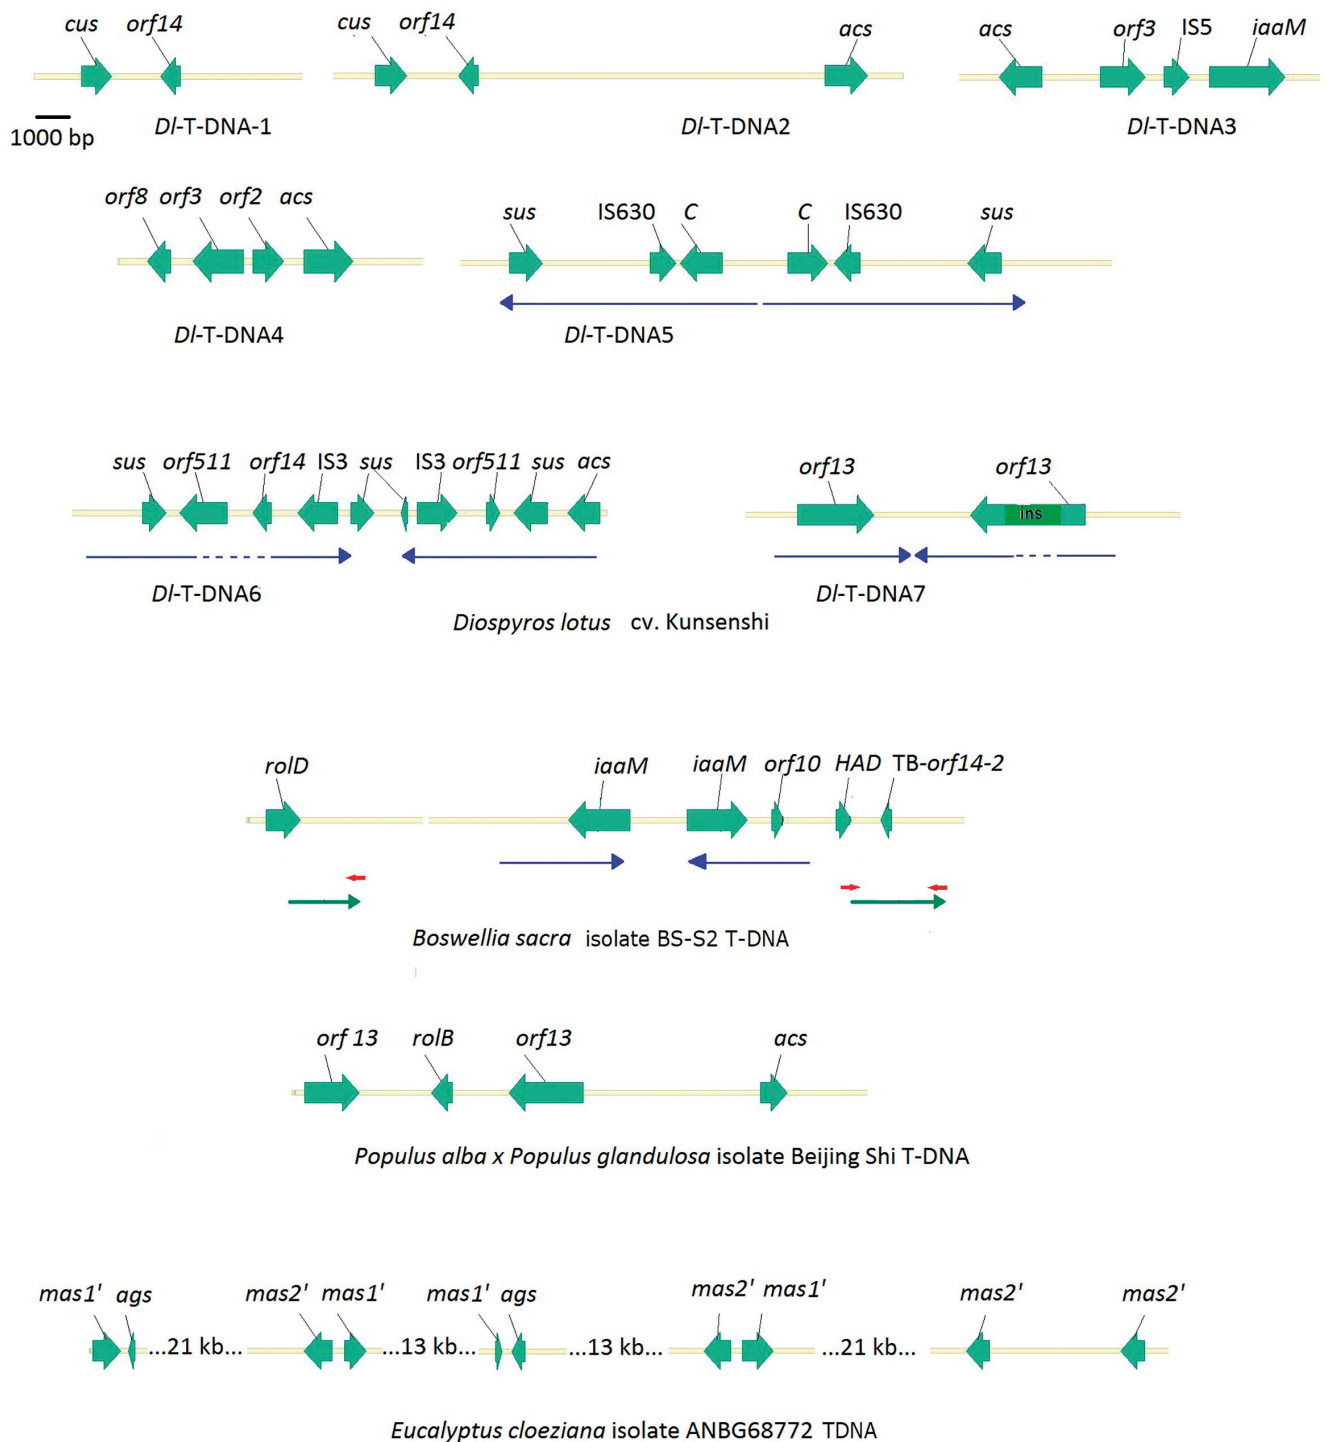 cus orf14 cus orf14 acs acs orf3 IS5 iaaM
1000 bp Dl-T-DNA-1 Dl-T-DNA2 Dl-T-DNA3
orf8 orf3 orf2 acs sus IS630 C C IS630 sus
Dl-T-DNA4 Dl-T-DNA5
sus orf511 orf14 IS3 sus IS3 orf511 sus acs orf13 orf13
ins
Dl-T-DNA6 Dl-T-DNA7
Diospyros lotus cv. Kunsenshi
rolD iaaM iaaM orf10 HAD TB-orf14-2
Boswellia sacra isolate BS-S2 T-DNA
orf 13 rolB orf13 acs
Populus alba x Populus glandulosa isolate Beijing Shi T-DNA
mas1' ags mas2' mas1' mas1' ags mas2' mas1' mas2' mas2'
...21 kb... ...13 kb... ...13 kb... ...21 kb...
Eucalyptus cloeziana isolate ANBG68772 TDNA